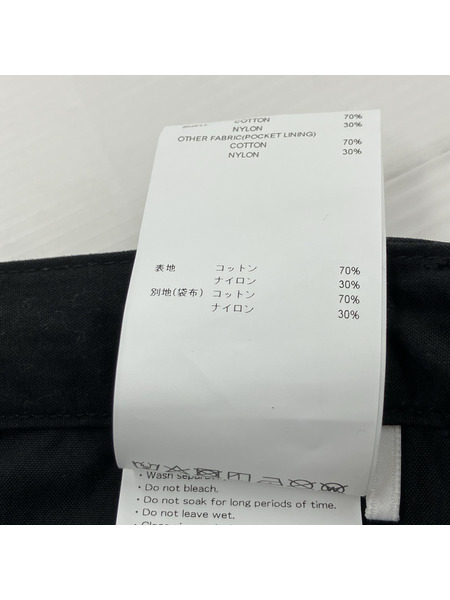 COTTON 70%
NYLON 30%
OTHER FABRIC(POCKET LINING)
COTTON 70%
NYLON 30%
表地 コットン 70%
ナイロン 30%
別地(袋布) コットン 70%
ナイロン 30%
・Wash
・Do not bleach.
・Do not soak for long periods of time.
・Do not leave wet.